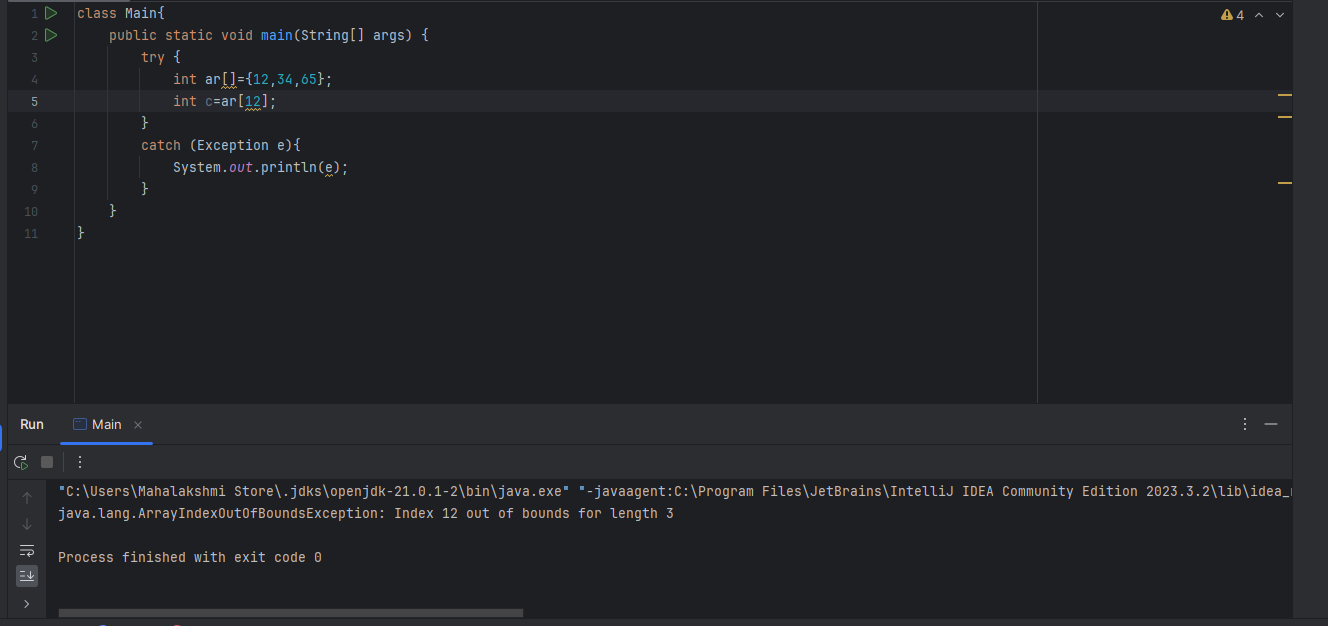 4
1 class Main{
2 public static void main(String[] args) {
3 try {
4 int ar[]={12,34,65};
5 int c=ar[12];
6 }
7 catch (Exception e){
8 System.out.println(e);
9 }
10 }
11 }
Run Main
"C:\Users\Mahalakshmi Store\.jdks\openjdk-21.0.1-2\bin\java.exe" "-javaagent:C:\Program Files\JetBrains\IntelliJ IDEA Community Edition 2023.3.2\lib\idea_
java.lang.ArrayIndexOutOfBoundsException: Index 12 out of bounds for length 3
Process finished with exit code 0